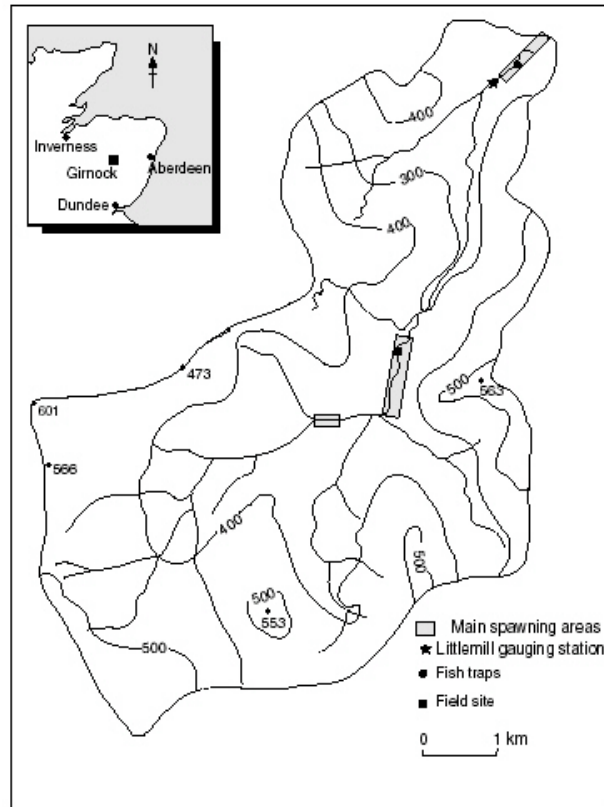 N
Inverness
Girnock
Aberdeen
Dundee
400
300
400
473
500
563
601
566
400
500
500
553
500
Main spawning areas
Littlemill gauging station
Fish traps
Field site
0 1 km